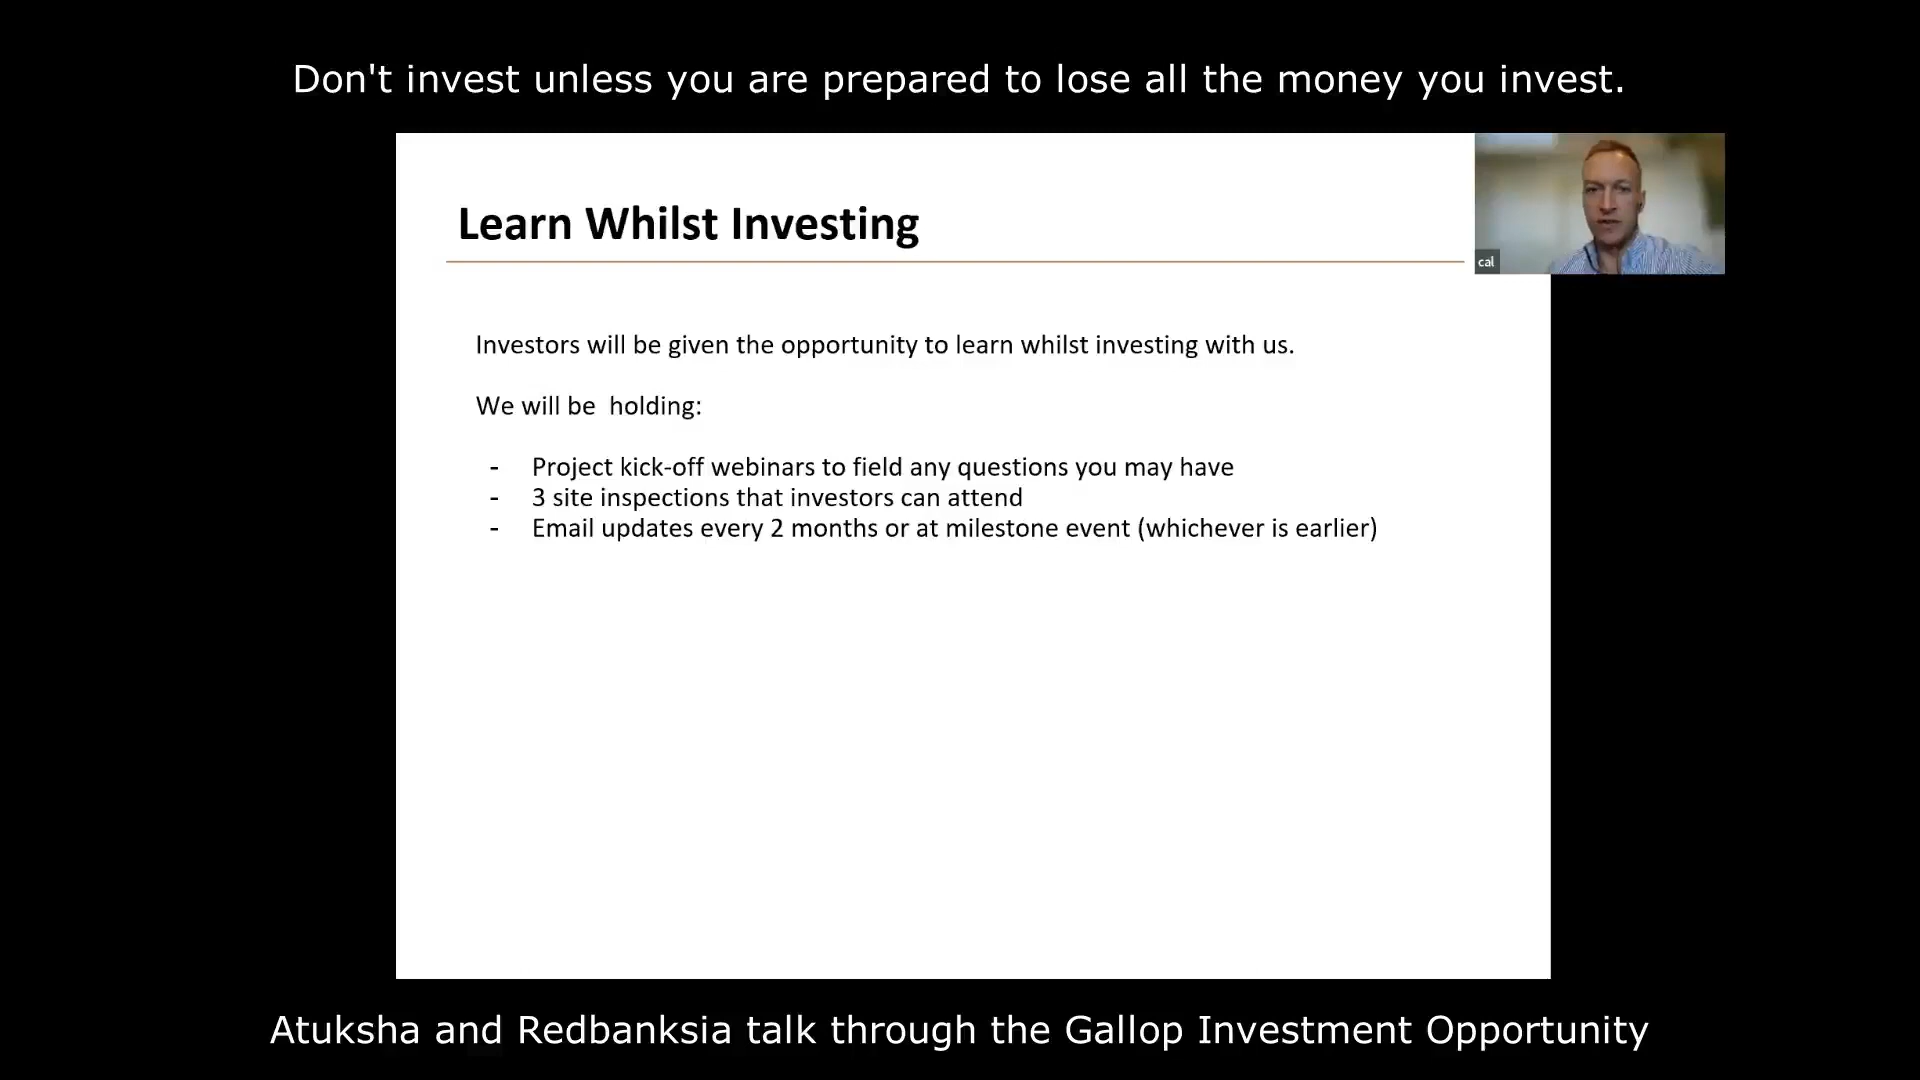 Don't invest unless you are prepared to lose all the money you invest.
Learn Whilst Investing
cal
Investors will be given the opportunity to learn whilst investing with us.
We will be  holding:
- Project kick-off webinars to field any questions you may have
- 3 site inspections that investors can attend
- Email updates every 2 months or at milestone event (whichever is earlier)
Atuksha and Redbanksia talk through the Gallop Investment Opportunity